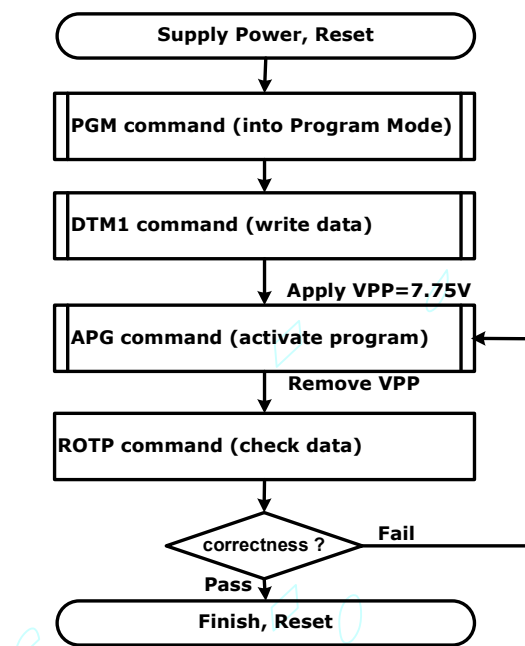 Supply Power, Reset
PGM command (into Program Mode)
DTM1 command (write data)
Apply VPP=7.75V
APG command (activate program)
Remove VPP
ROTP command (check data)
correctness ?
Fail
Pass
Finish, Reset